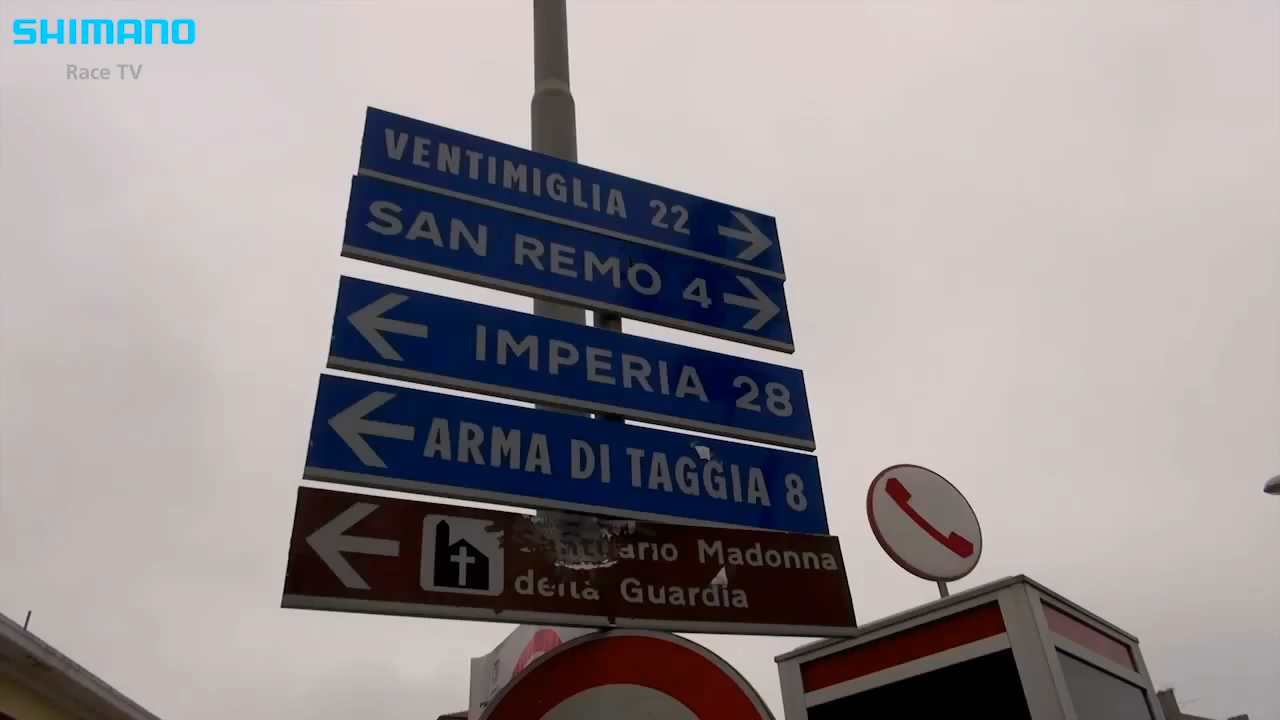 SHIMANO
Race TV
VENTIMIGLIA 22
SAN REMO 4
IMPERIA 28
ARMA DI TAGGIA 8
Madonna
della Guardia